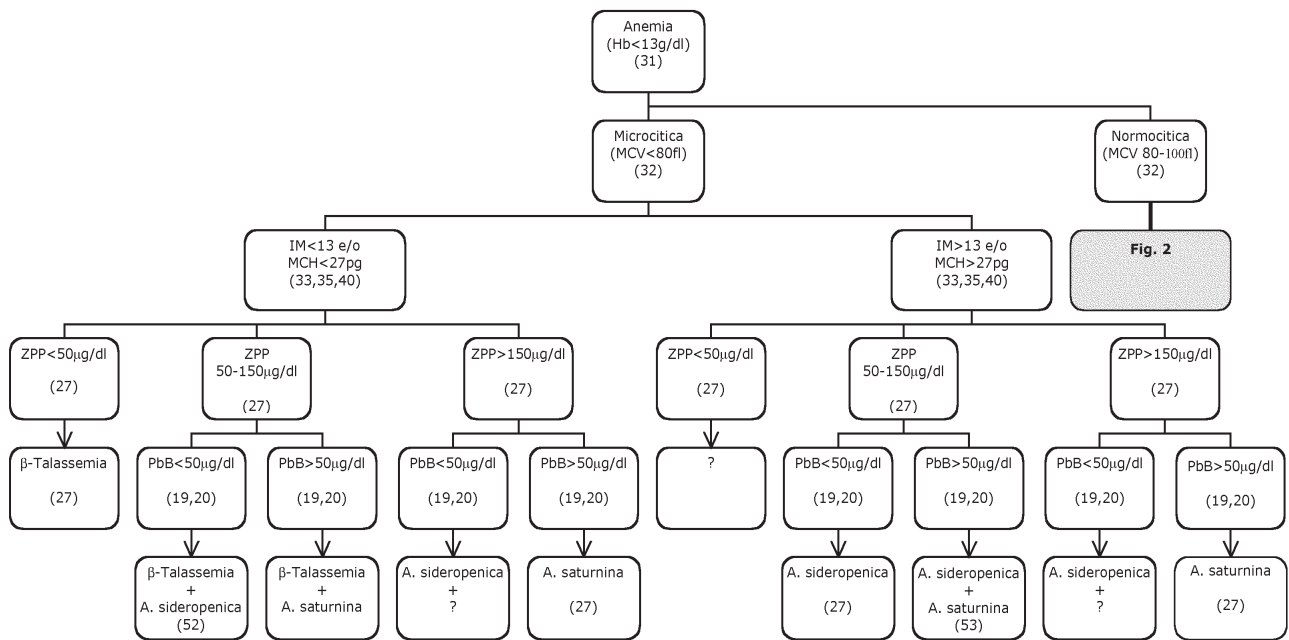 Anemia
(Hb<13g/dl)
(31)
Microcitica
(MCV<80fl)
(32)
Normocitica
(MCV 80-100fl)
(32)
IM<13 e/o
MCH<27pg
(33,35,40)
IM>13 e/o
MCH>27pg
(33,35,40)
Fig. 2
ZPP<50μg/dl
(27)
ZPP
50-150μg/dl
(27)
ZPP>150μg/dl
(27)
ZPP<50μg/dl
(27)
ZPP
50-150μg/dl
(27)
ZPP>150μg/dl
(27)
β-Talassemia
(27)
PbB<50μg/dl
(19,20)
PbB>50μg/dl
(19,20)
PbB<50μg/dl
(19,20)
PbB>50μg/dl
(19,20)
?
PbB<50μg/dl
(19,20)
PbB>50μg/dl
(19,20)
PbB<50μg/dl
(19,20)
PbB>50μg/dl
(19,20)
β-Talassemia
+
A. sideropenica
(52)
β-Talassemia
+
A. saturnina
A. sideropenica
+
?
A. saturnina
(27)
A. sideropenica
(27)
A. sideropenica
+
A. saturnina
(53)
A. sideropenica
+
?
A. saturnina
(27)